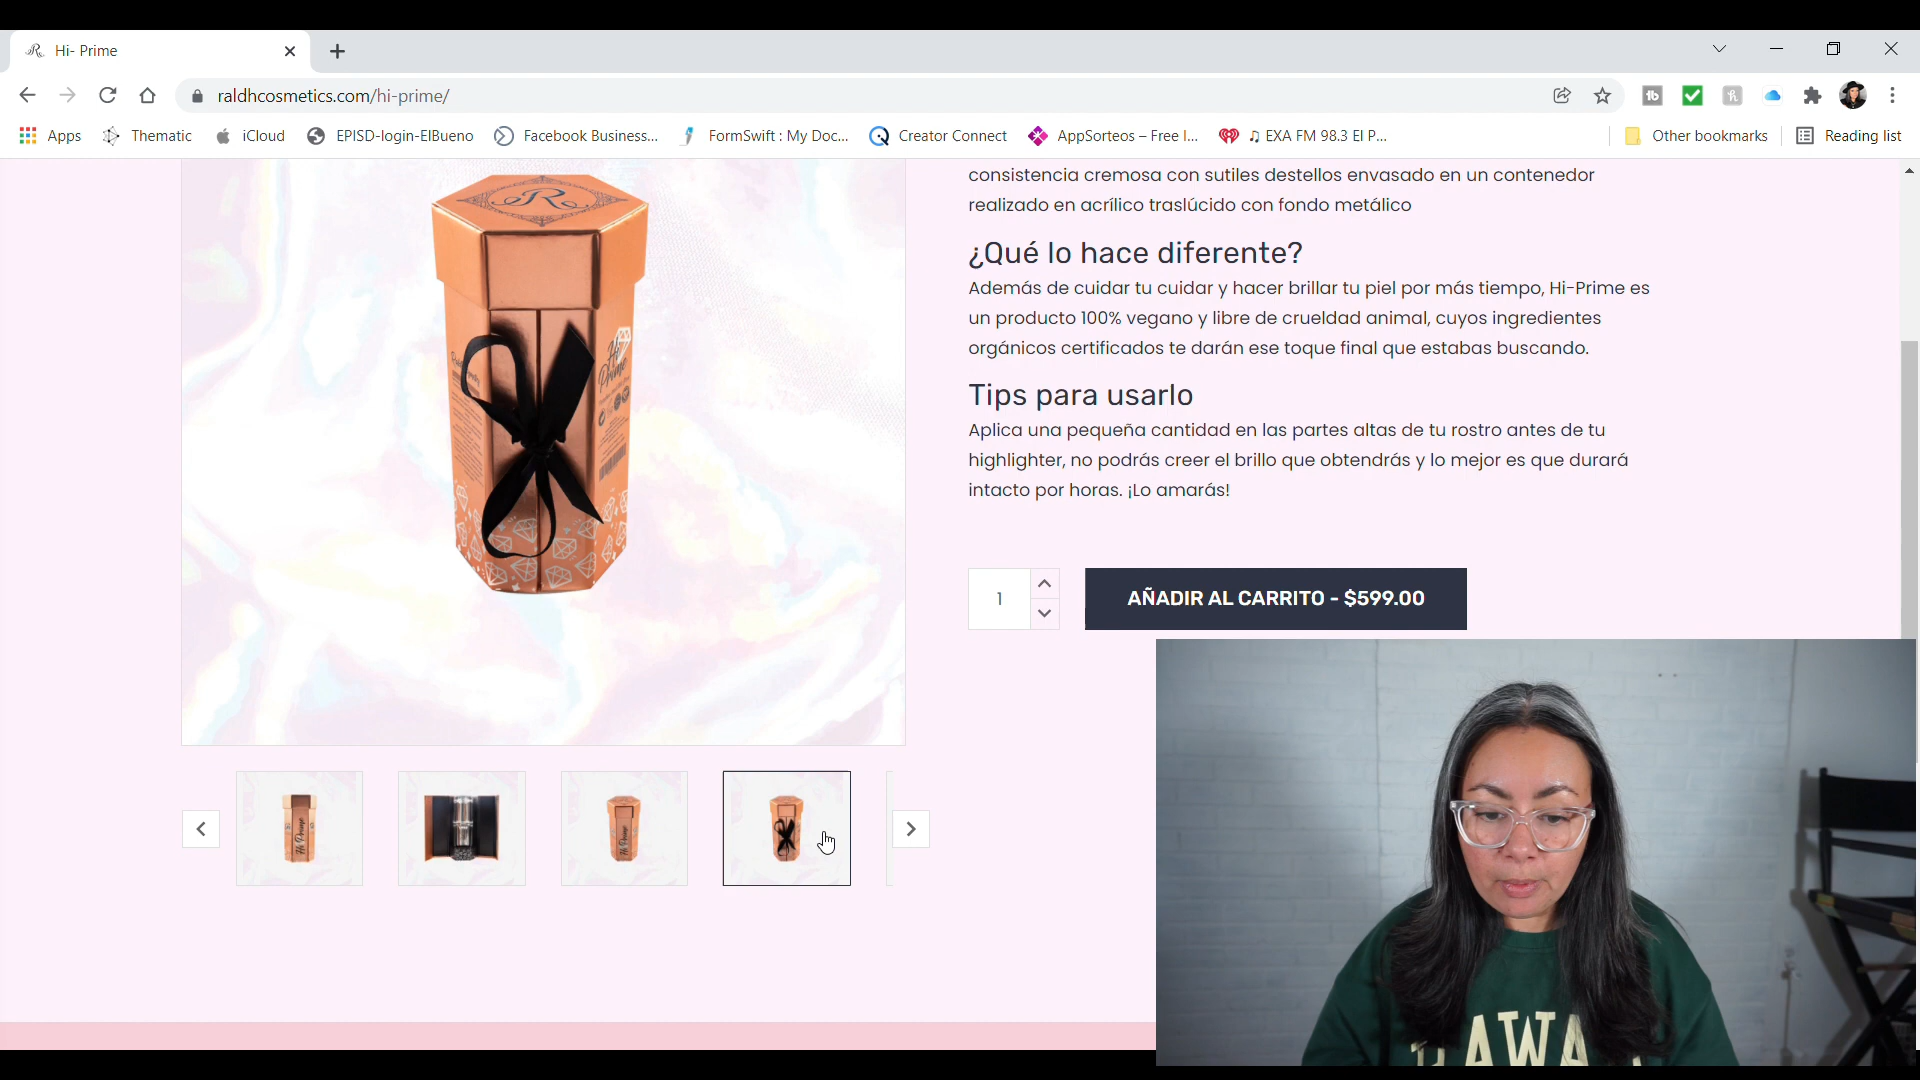 Hi- Prime
raldhcosmetics.com/hi-prime/
Apps
Thematic
iCloud
EPISD-login-ElBueno
Facebook Business...
FormSwift : My Doc...
Creator Connect
AppSorteos – Free I...
♫ EXA FM 98.3 El P...
Other bookmarks
Reading list
consistencia cremosa con sutiles destellos envasado en un contenedor
realizado en acrílico traslúcido con fondo metálico
¿Qué lo hace diferente?
Además de cuidar tu cuidar y hacer brillar tu piel por más tiempo, Hi-Prime es
un producto 100% vegano y libre de crueldad animal, cuyos ingredientes
orgánicos certificados te darán ese toque final que estabas buscando.
Tips para usarlo
Aplica una pequeña cantidad en las partes altas de tu rostro antes de tu
highlighter, no podrás creer el brillo que obtendrás y lo mejor es que durará
intacto por horas. ¡Lo amarás!
1
AÑADIR AL CARRITO - $599.00
R
Hi
Prime
Hi Prime
Hi Prime